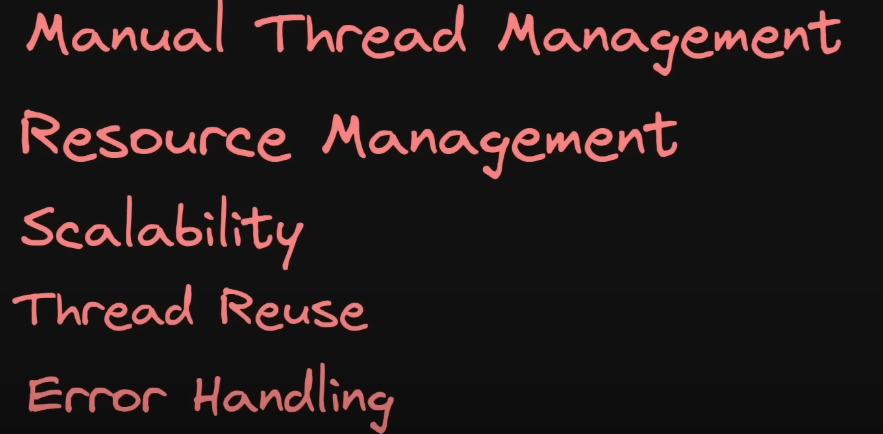 Manual Thread Management
Resource Management
Scalability
Thread Reuse
Error Handling